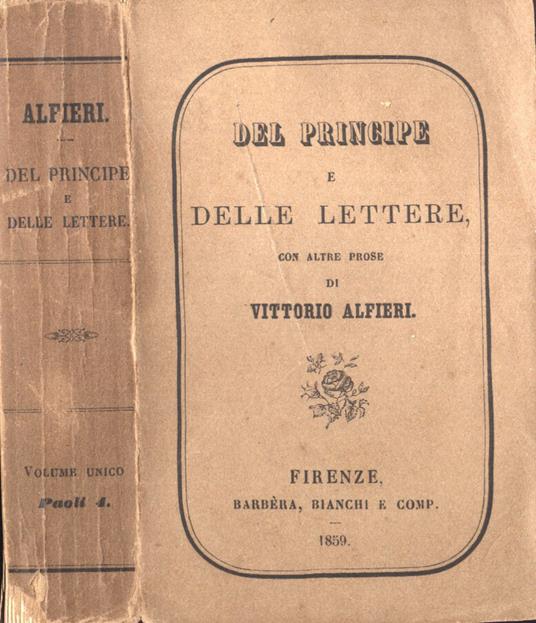 ALFIERI.
DEL PRINCIPE
E
DELLE LETTERE.
VOLUME UNICO
Paoli 4.
DEL PRINCIPE
E
DELLE LETTERE,
CON ALTRE PROSE
DI
VITTORIO ALFIERI.
FIRENZE,
BARBÈRA, BIANCHI E COMP.
1859.